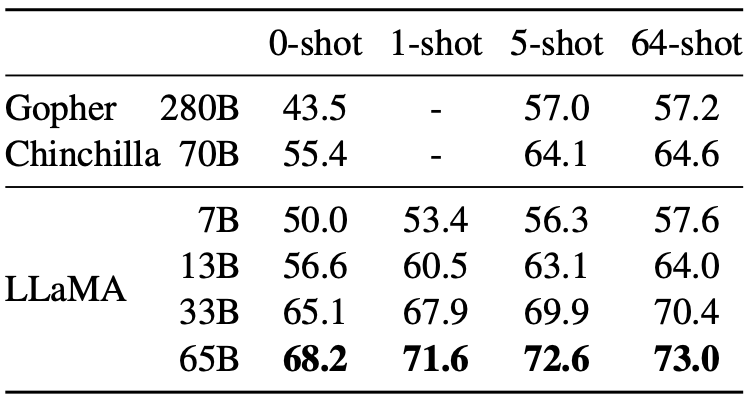 0-shot 1-shot 5-shot 64-shot
Gopher 280B 43.5 - 57.0 57.2
Chinchilla 70B 55.4 - 64.1 64.6
LLaMA
7B 50.0 53.4 56.3 57.6
13B 56.6 60.5 63.1 64.0
33B 65.1 67.9 69.9 70.4
65B 68.2 71.6 72.6 73.0